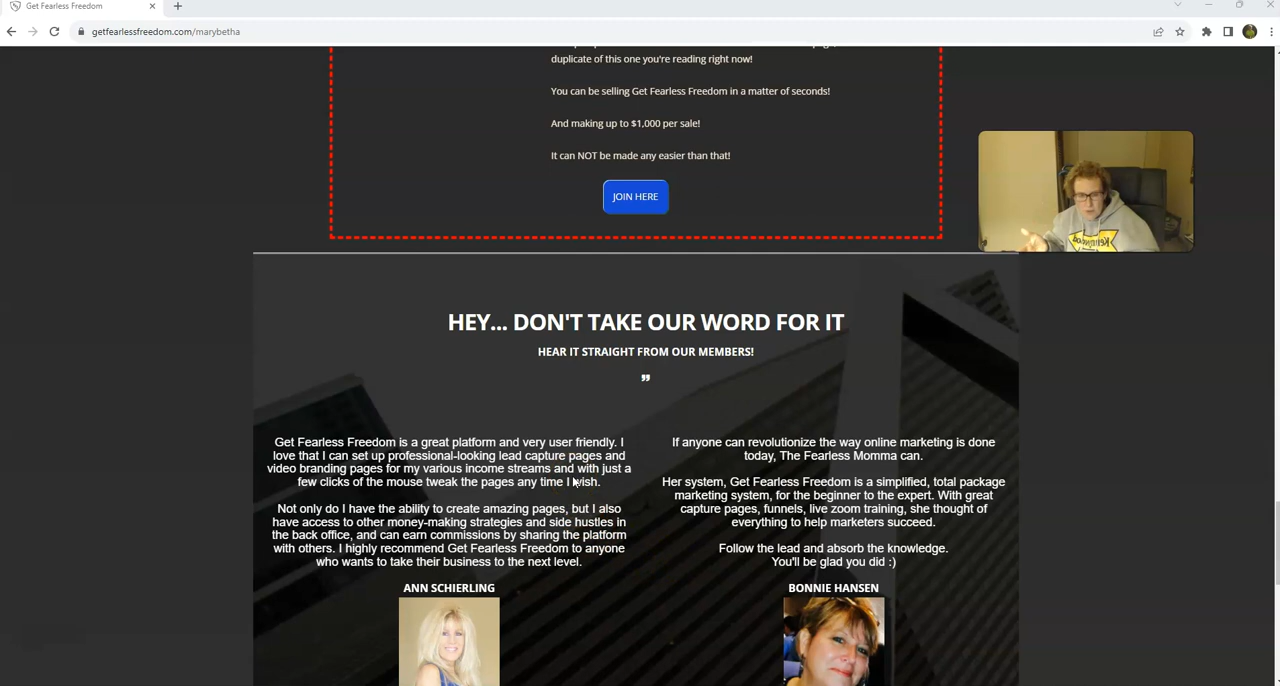 Get Fearless Freedom
getfearlessfreedom.com/marybetha
duplicate of this one you're reading right now!
You can be selling Get Fearless Freedom in a matter of seconds!
And making up to $1,000 per sale!
It can NOT be made any easier than that!
JOIN HERE
HEY... DON'T TAKE OUR WORD FOR IT
HEAR IT STRAIGHT FROM OUR MEMBERS!
”
Get Fearless Freedom is a great platform and very user friendly. I
love that I can set up professional-looking lead capture pages and
video branding pages for my various income streams and with just a
few clicks of the mouse tweak the pages any time I wish.
Not only do I have the ability to create amazing pages, but I also
have access to other money-making strategies and side hustles in
the back office, and can earn commissions by sharing the platform
with others. I highly recommend Get Fearless Freedom to anyone
who wants to take their business to the next level.
ANN SCHIERLING
If anyone can revolutionize the way online marketing is done
today, The Fearless Momma can.
Her system, Get Fearless Freedom is a simplified, total package
marketing system, for the beginner to the expert. With great
capture pages, funnels, live zoom training, she thought of
everything to help marketers succeed.
Follow the lead and absorb the knowledge.
You'll be glad you did :)
BONNIE HANSEN